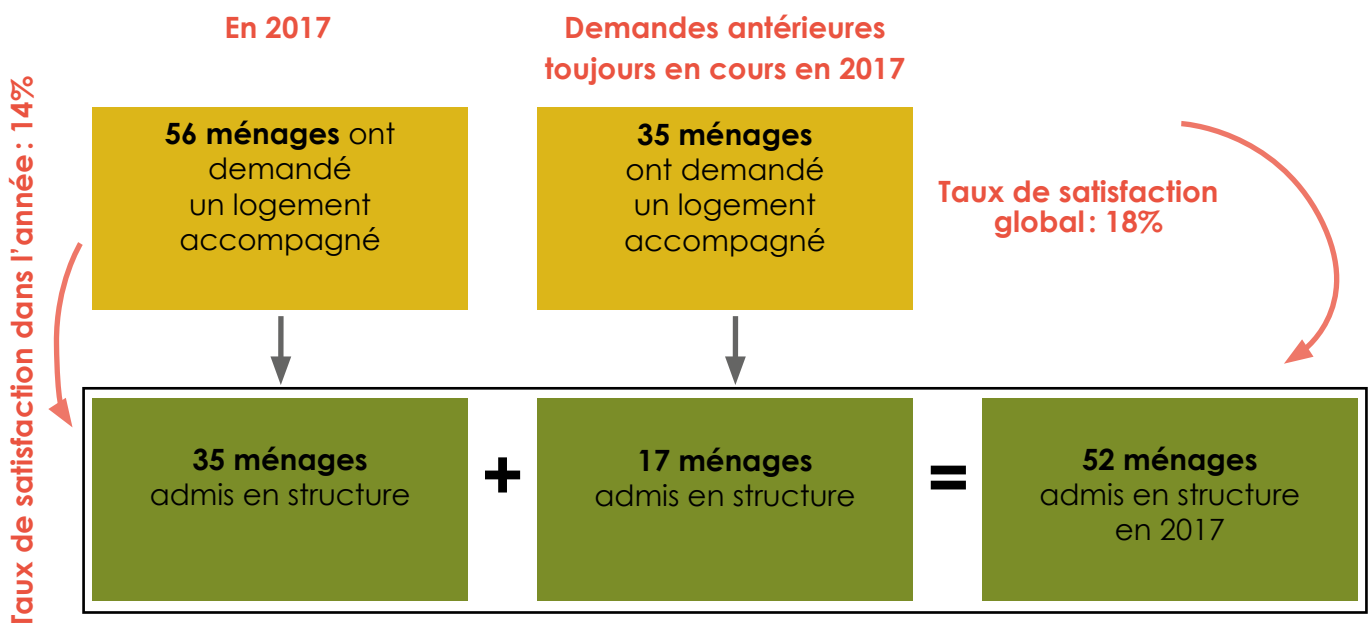 En 2017
Demandes antérieures
toujours en cours en 2017
Taux de satisfaction dans l'année : 14%
56 ménages ont
demandé
un logement
accompagné
35 ménages
ont demandé
un logement
accompagné
Taux de satisfaction
global : 18%
35 ménages
admis en structure
+
17 ménages
admis en structure
=
52 ménages
admis en structure
en 2017